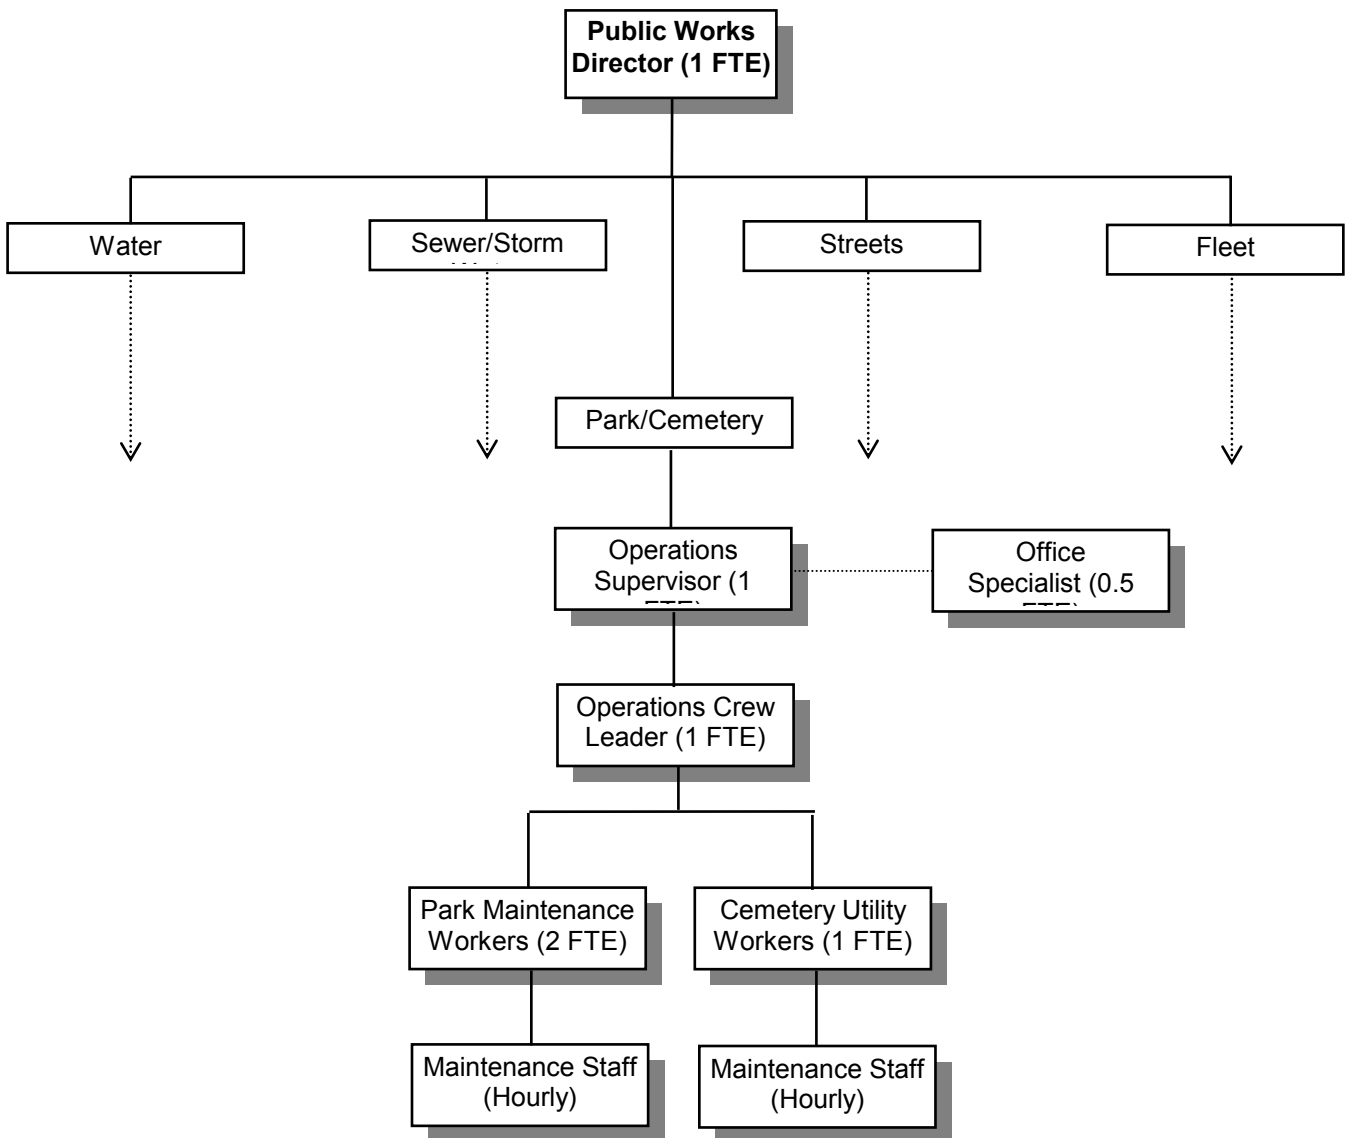 Public Works
Director (1 FTE)
Water
Sewer/Storm
Streets
Fleet
Park/Cemetery
Operations
Supervisor (1
Office
Specialist (0.5
Operations Crew
Leader (1 FTE)
Park Maintenance
Workers (2 FTE)
Cemetery Utility
Workers (1 FTE)
Maintenance Staff
(Hourly)
Maintenance Staff
(Hourly)